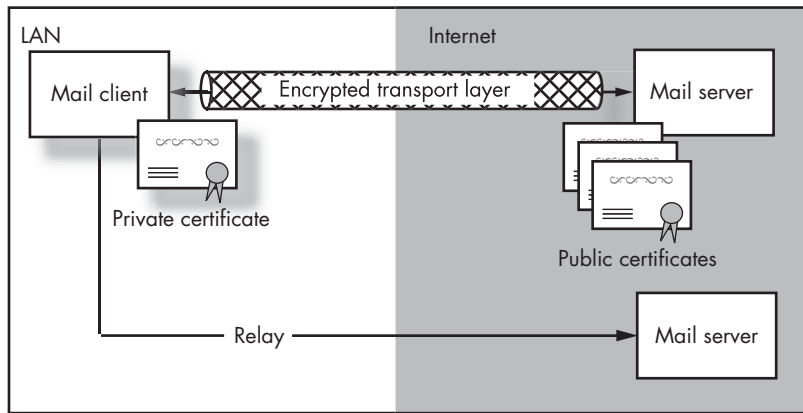 LAN
Internet
Mail client
Encrypted transport layer
Mail server
Private certificate
Public certificates
Relay
Mail server